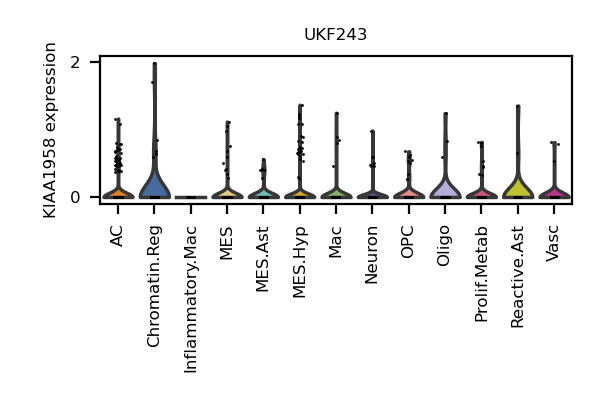 UKF243
KIAA1958 expression
2
0
AC
Chromatin.Reg
Inflammatory.Mac
MES
MES.Ast
MES.Hyp
Mac
Neuron
OPC
Oligo
Prolif.Metab
Reactive.Ast
Vasc